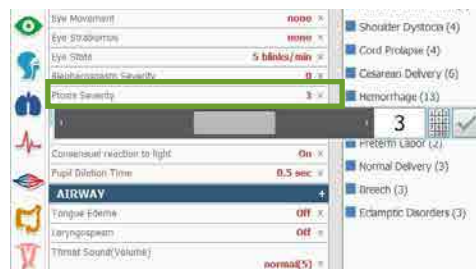 Eye Movement none ×
Eye Strabismus none ×
Eye State 5 blinks/min ×
Blepharospasm Severity 0 ×
Ptosis Severity 3 ×
3
Consensual reaction to light On ×
Pupil Dilation Time 0.5 sec ×
AIRWAY +
Tongue Edema Off ×
Laryngospasm Off ×
Throat Sound(Volume)
normal(5) ×
Shoulder Dystocia (4)
Cord Prolapse (4)
Cesarean Delivery (6)
Hemorrhage (13)
Preterm Labor (2)
Normal Delivery (3)
Breech (3)
Eclamptic Disorders (3)